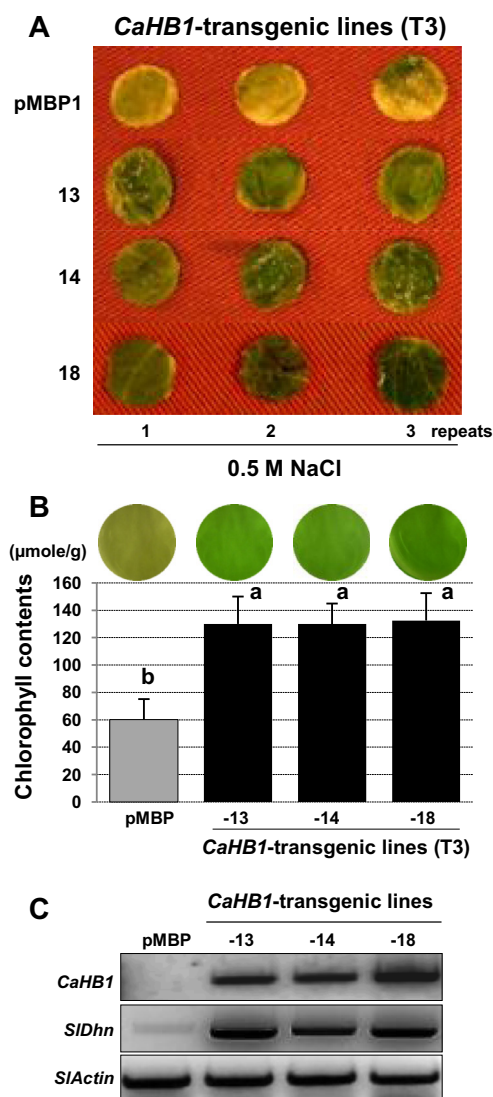 A
CaHB1-transgenic lines (T3)
pMBP1
13
14
18
1 2 3 repeats
0.5 M NaCl
B
(µmole/g)
Chlorophyll contents
160
140
120
100
80
60
40
20
0
b
a
a
a
pMBP -13 -14 -18
CaHB1-transgenic lines (T3)
C
CaHB1-transgenic lines
pMBP -13 -14 -18
CaHB1
SlDhn
SlActin